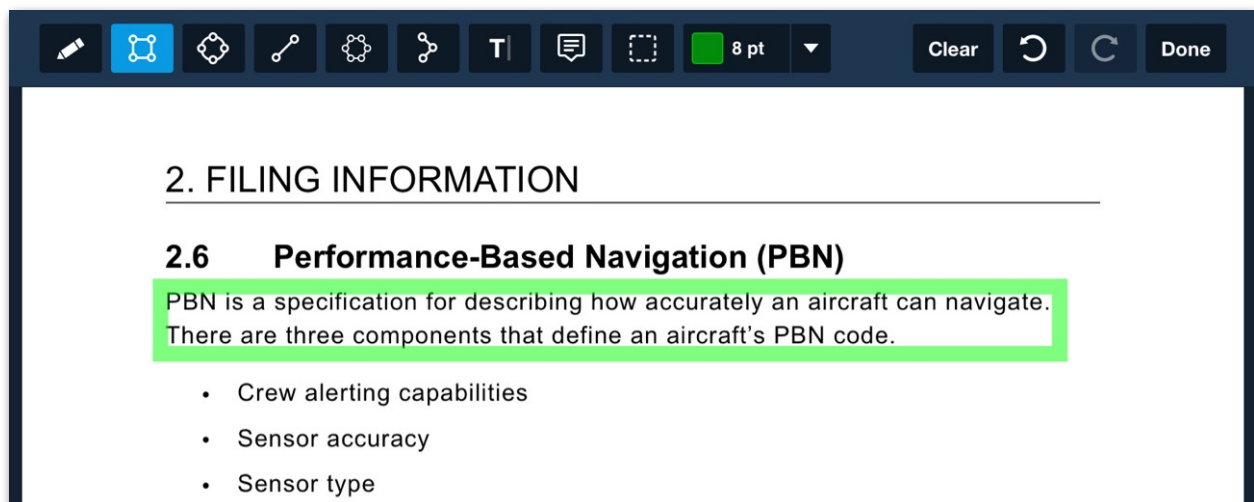 T
8 pt
Clear
Done
2. FILING INFORMATION
2.6 Performance-Based Navigation (PBN)
PBN is a specification for describing how accurately an aircraft can navigate.
There are three components that define an aircraft's PBN code.
• Crew alerting capabilities
• Sensor accuracy
• Sensor type